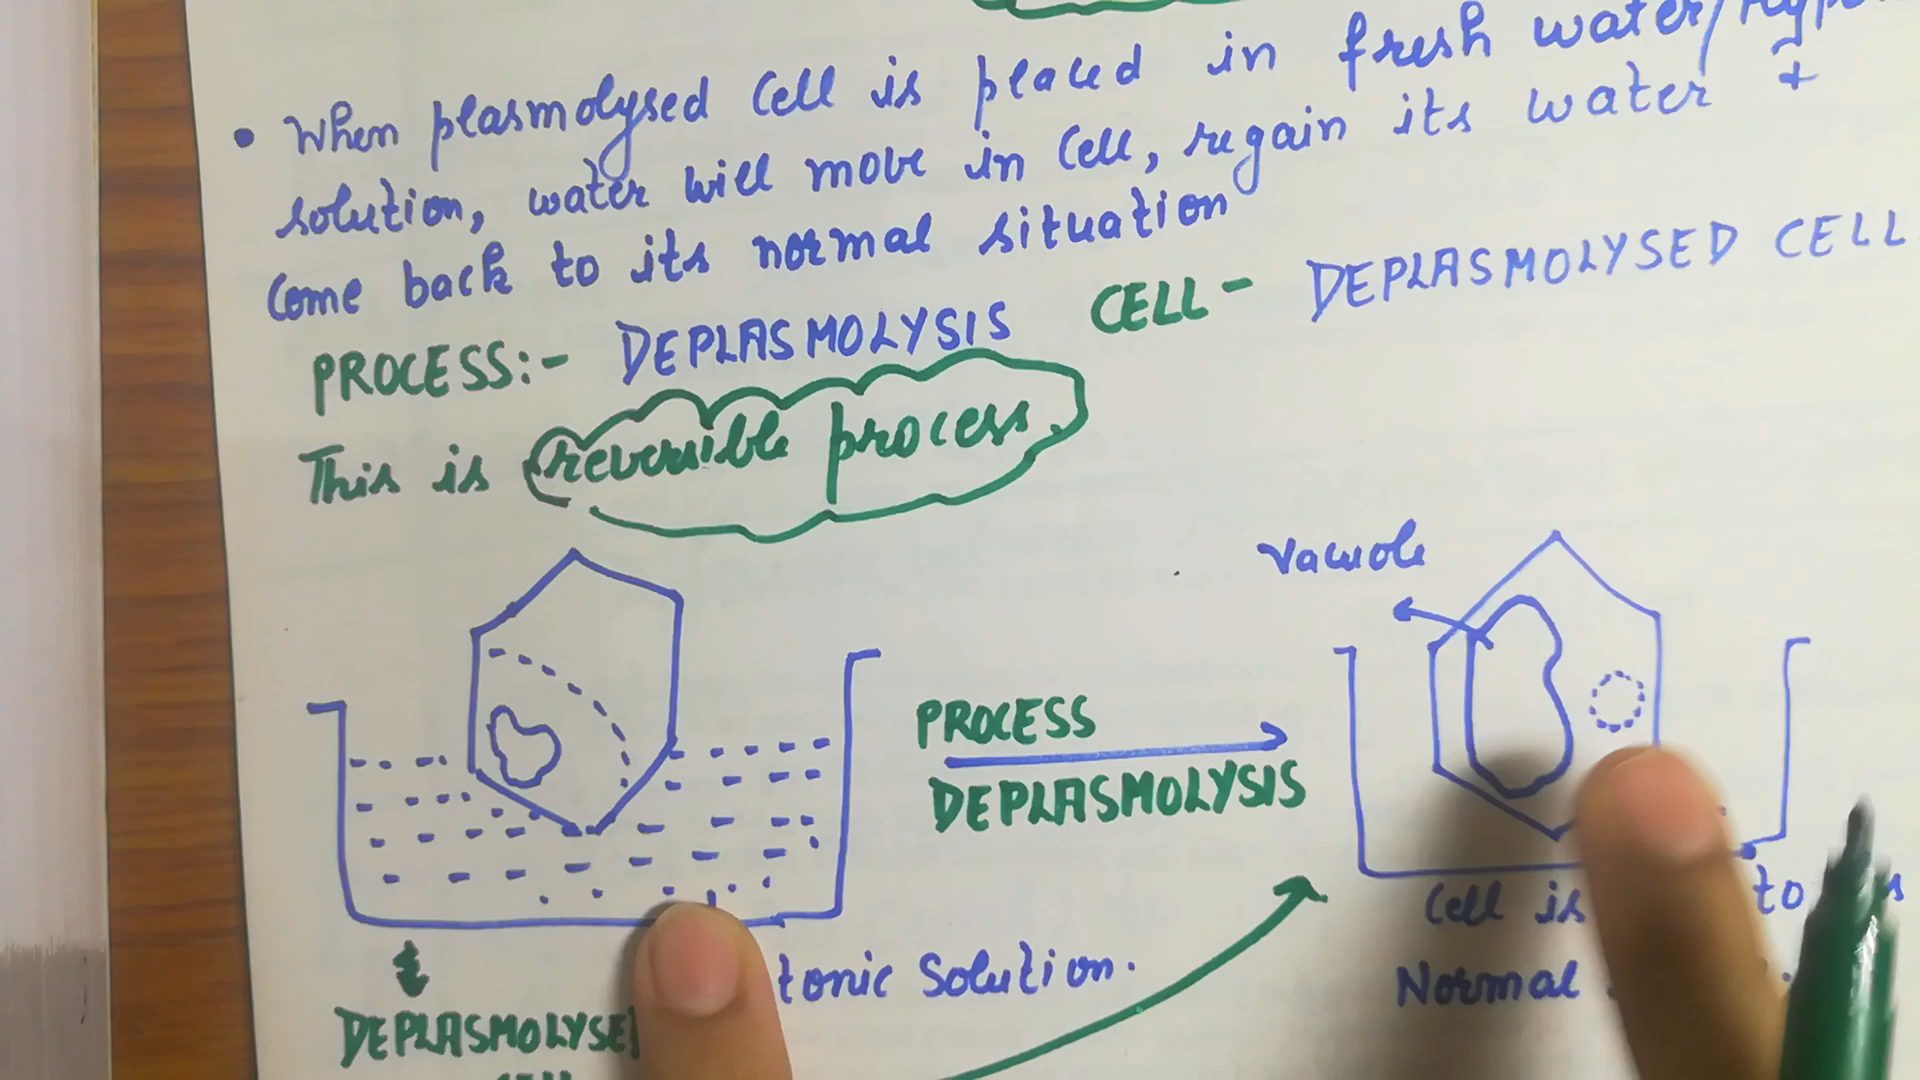 • When plasmolysed cell is placed in fresh water/
solution, water will move in cell, regain its water +
come back to its normal situation
PROCESS:- DEPLASMOLYSIS CELL- DEPLASMOLYSED CELL
This is reversible process.
Vacuole
PROCESS
DEPLASMOLYSIS
Cell is to
tonic Solution. Normal
DEPLASMOLYSE